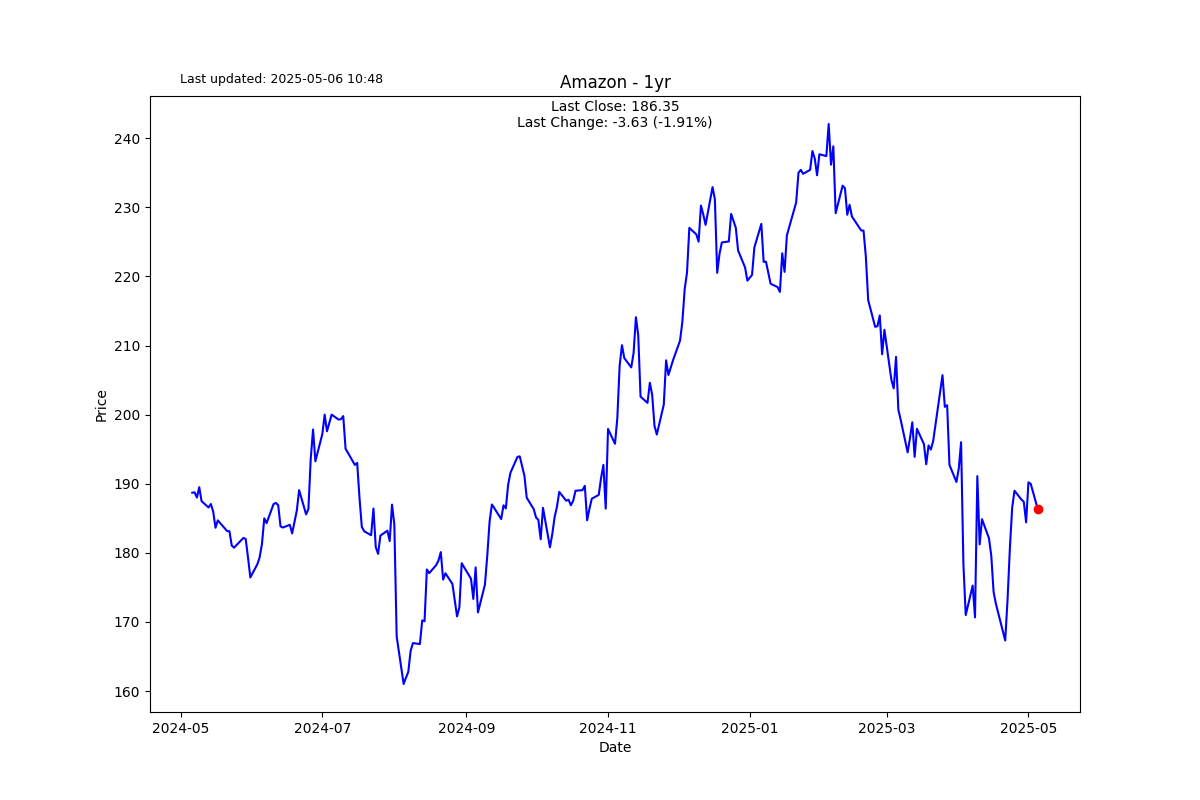 Last updated: 2025-05-06 10:48
Amazon - 1yr
Last Close: 186.35
Last Change: -3.63 (-1.91%)
240
230
220
210
200
190
180
170
160
Price
2024-05 2024-07 2024-09 2024-11 2025-01 2025-03 2025-05
Date